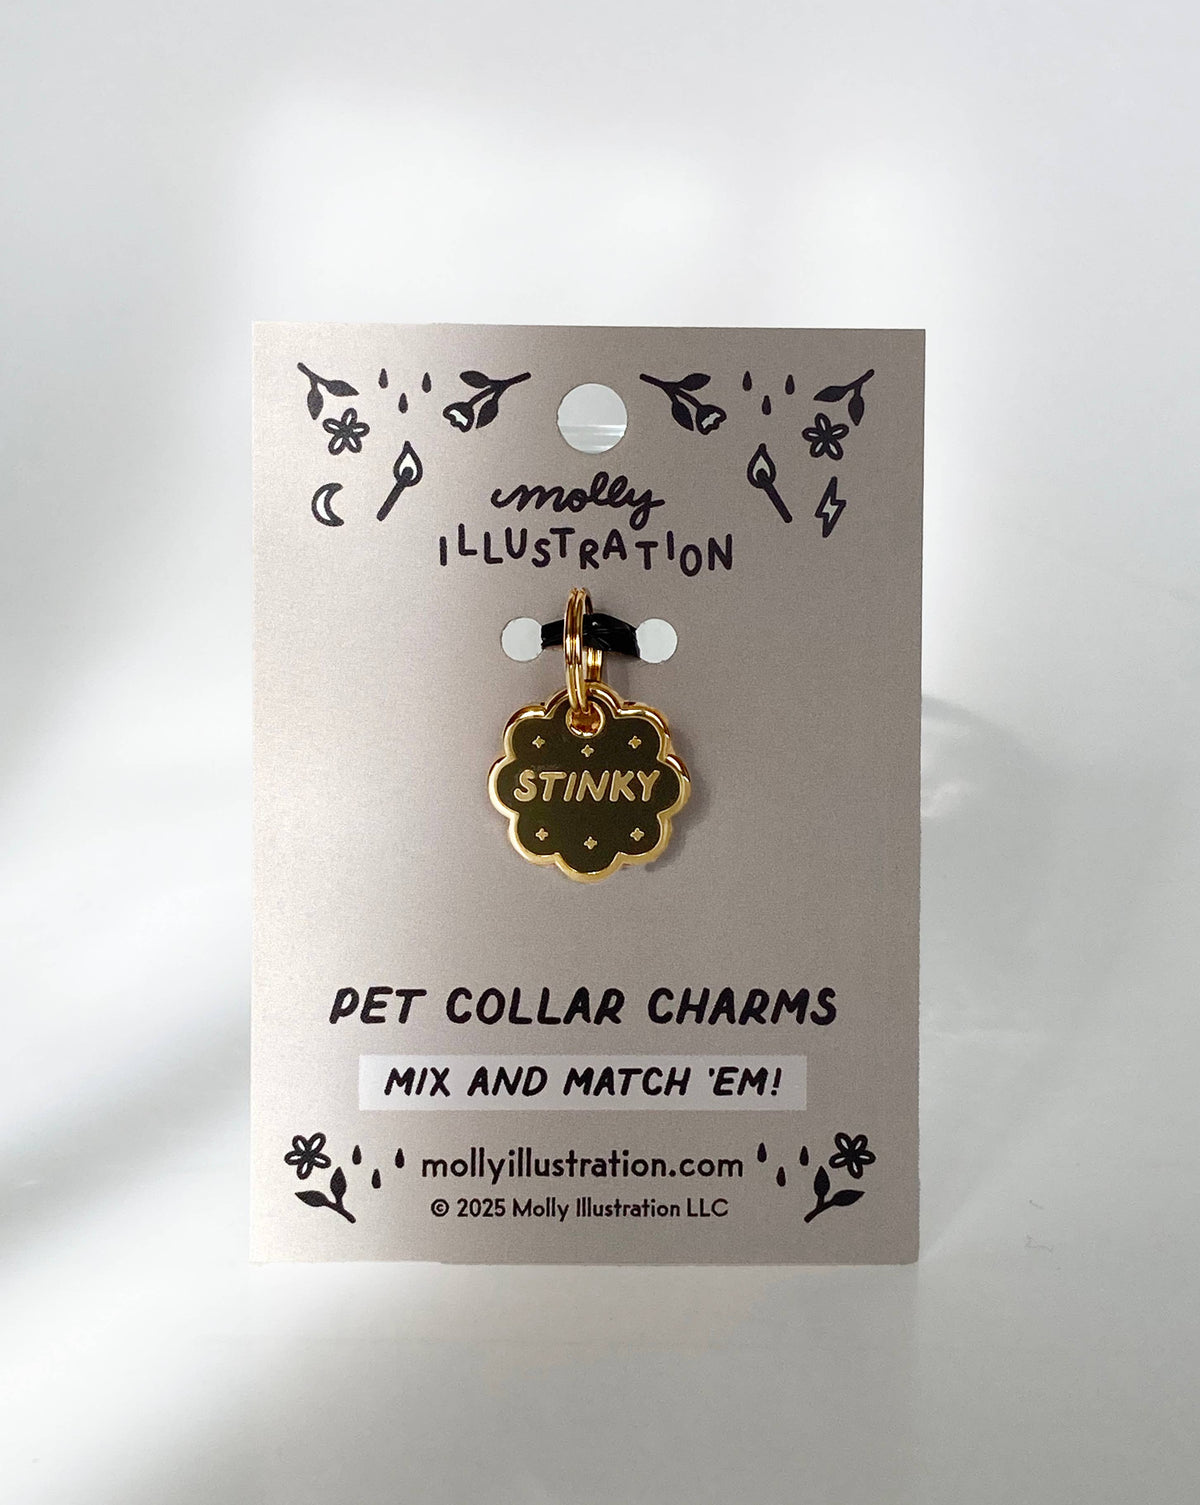 molly
ILLUSTRATION
STINKY
PET COLLAR CHARMS
MIX AND MATCH 'EM!
mollyillustration.com
© 2025 Molly Illustration LLC